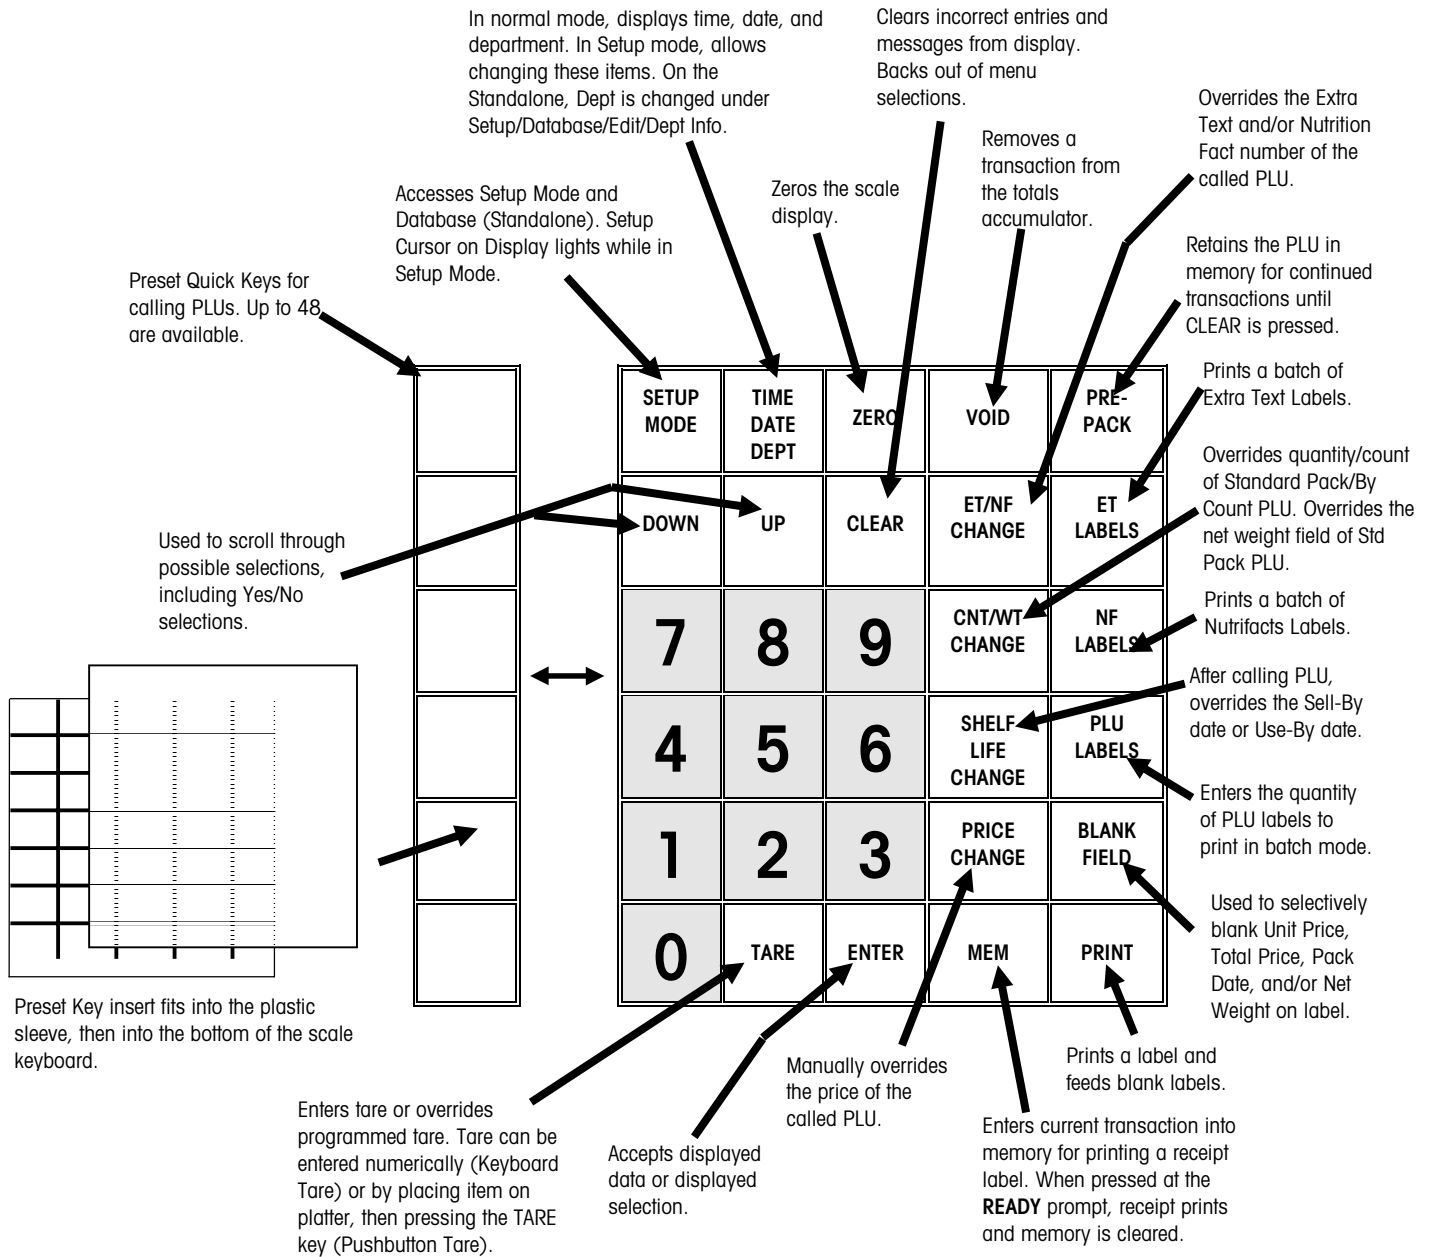 In normal mode, displays time, date, and
department. In Setup mode, allows
changing these items. On the
Standalone, Dept is changed under
Setup/Database/Edit/Dept Info.
Clears incorrect entries and
messages from display.
Backs out of menu
selections.
Overrides the Extra
Text and/or Nutrition
Fact number of the
called PLU.
Removes a
transaction from
the totals
accumulator.
Zeros the scale
display.
Accesses Setup Mode and
Database (Standalone). Setup
Cursor on Display lights while in
Setup Mode.
Retains the PLU in
memory for continued
transactions until
CLEAR is pressed.
Preset Quick Keys for
calling PLUs. Up to 48
are available.
Prints a batch of
Extra Text Labels.
SETUP
MODE
TIME
DATE
DEPT
ZERO
VOID
PRE-
PACK
Overrides quantity/count
of Standard Pack/By
Count PLU. Overrides the
net weight field of Std
Pack PLU.
DOWN
UP
CLEAR
ET/NF
CHANGE
ET
LABELS
Used to scroll through
possible selections,
including Yes/No
selections.
Prints a batch of
Nutrifacts Labels.
7
8
9
CNT/WT
CHANGE
NF
LABELS
After calling PLU,
overrides the Sell-By
date or Use-By date.
4
5
6
SHELF
LIFE
CHANGE
PLU
LABELS
Enters the quantity
of PLU labels to
print in batch mode.
1
2
3
PRICE
CHANGE
BLANK
FIELD
Used to selectively
blank Unit Price,
Total Price, Pack
Date, and/or Net
Weight on label.
0
TARE
ENTER
MEM
PRINT
Preset Key insert fits into the plastic
sleeve, then into the bottom of the scale
keyboard.
Prints a label and
feeds blank labels.
Manually overrides
the price of the
called PLU.
Enters tare or overrides
programmed tare. Tare can be
entered numerically (Keyboard
Tare) or by placing item on
platter, then pressing the TARE
key (Pushbutton Tare).
Accepts displayed
data or displayed
selection.
Enters current transaction into
memory for printing a receipt
label. When pressed at the
READY prompt, receipt prints
and memory is cleared.